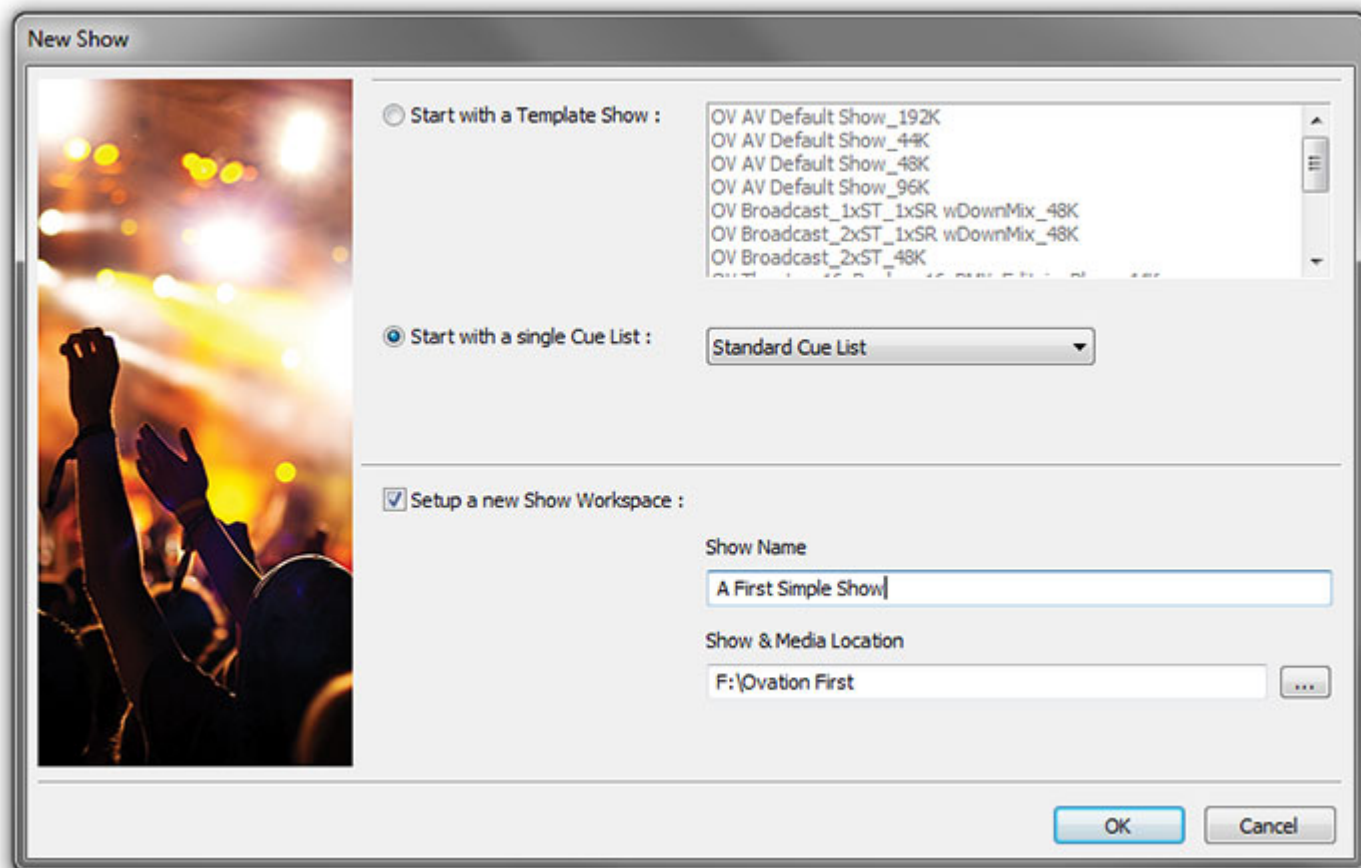 New Show
Start with a Template Show :
OV AV Default Show_192K
OV AV Default Show_44K
OV AV Default Show_48K
OV AV Default Show_96K
OV Broadcast_1xST_1xSR wDownMix_48K
OV Broadcast_2xST_1xSR wDownMix_48K
OV Broadcast_2xST_48K
Start with a single Cue List :
Standard Cue List
Setup a new Show Workspace :
Show Name
A First Simple Show
Show & Media Location
F:\Ovation First
...
OK
Cancel